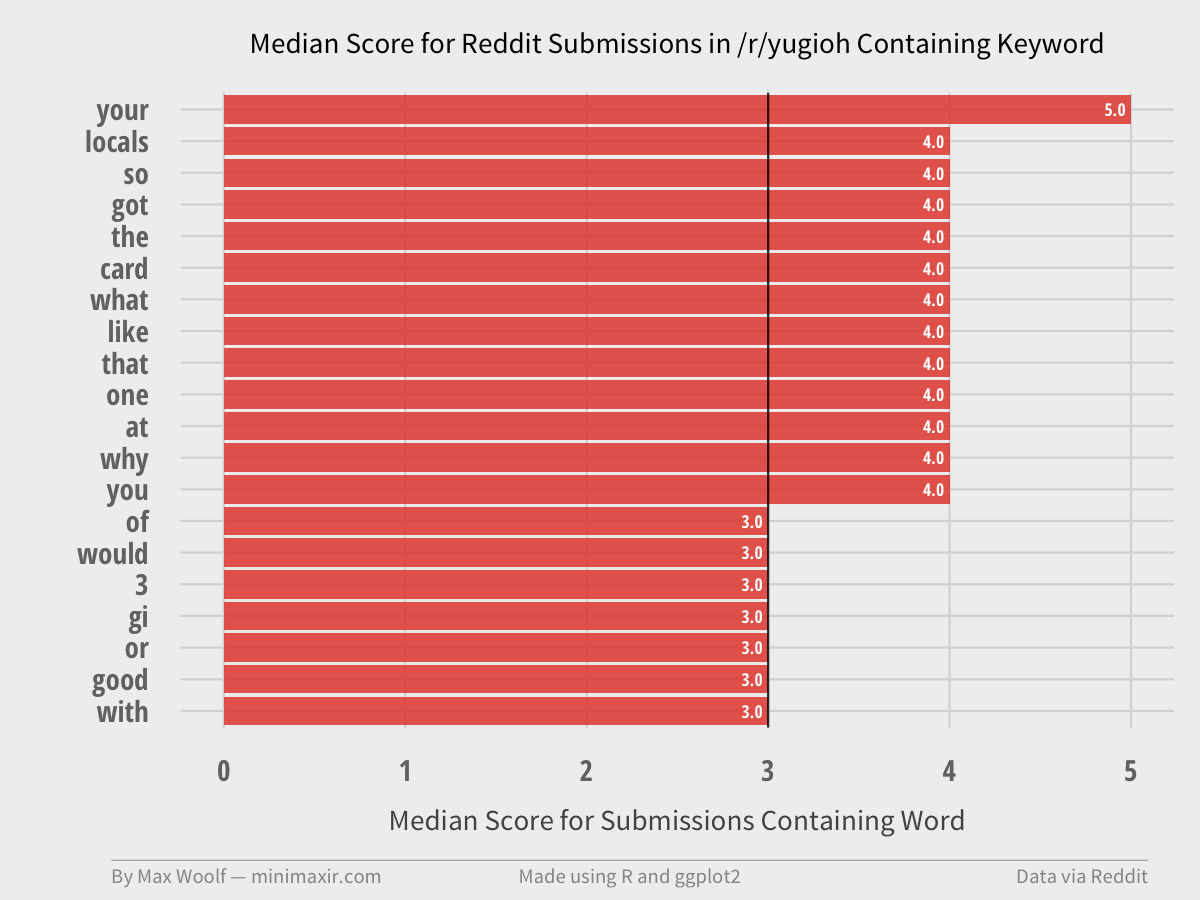 Median Score for Reddit Submissions in /r/yugioh Containing Keyword
your 5.0
locals 4.0
so 4.0
got 4.0
the 4.0
card 4.0
what 4.0
like 4.0
that 4.0
one 4.0
at 4.0
why 4.0
you 4.0
of 3.0
would 3.0
3 3.0
gi 3.0
or 3.0
good 3.0
with 3.0
0 1 2 3 4 5
Median Score for Submissions Containing Word
By Max Woolf — minimaxir.com Made using R and ggplot2 Data via Reddit